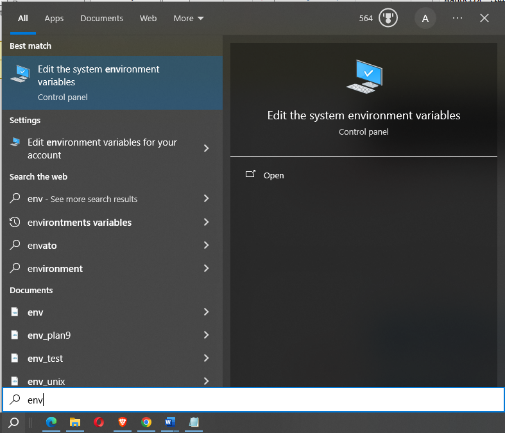 All Apps Documents Web More 564 A
Best match
Edit the system environment
variables
Control panel
Settings
Edit environment variables for your
account
Search the web
env - See more search results
environtments variables
envato
environment
Documents
env
env_plan9
env_test
env_unix
env
Edit the system environment variables
Control panel
Open